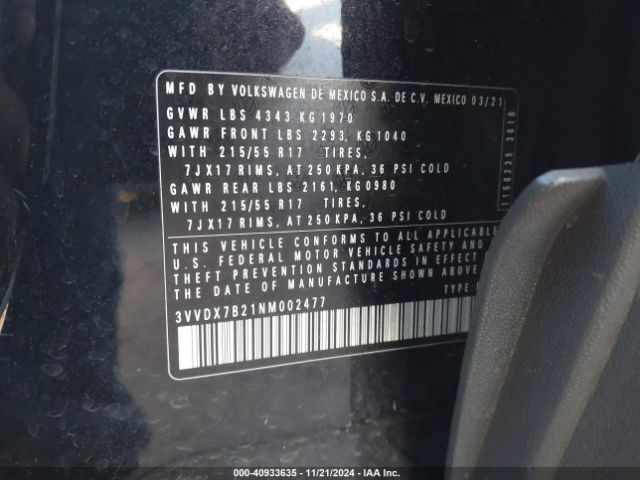 MFD BY VOLKSWAGEN DE MEXICO S.A. DE C.V. MEXICO 03/21
GVWR LBS 4343 KG 1970
GAWR FRONT LBS 2293, KG 1040
WITH 215/55 R17 TIRES,
7JX17 RIMS, AT 250 KPA, 36 PSI COLD
GAWR REAR LBS 2161, KG0980
WITH 215/55 R17 TIRES,
7JX17 RIMS, AT 250 KPA, 36 PSI COLD
THIS VEHICLE CONFORMS TO ALL APPLICABLE
U.S. FEDERAL MOTOR VEHICLE SAFETY AND
THEFT PREVENTION STANDARDS IN EFFECT
THE DATE OF MANUFACTURE SHOWN ABOVE
3VVDX7B21NM002477 TYPE:
1160235 3618
000-40933635 - 11/21/2024 - IAA Inc.